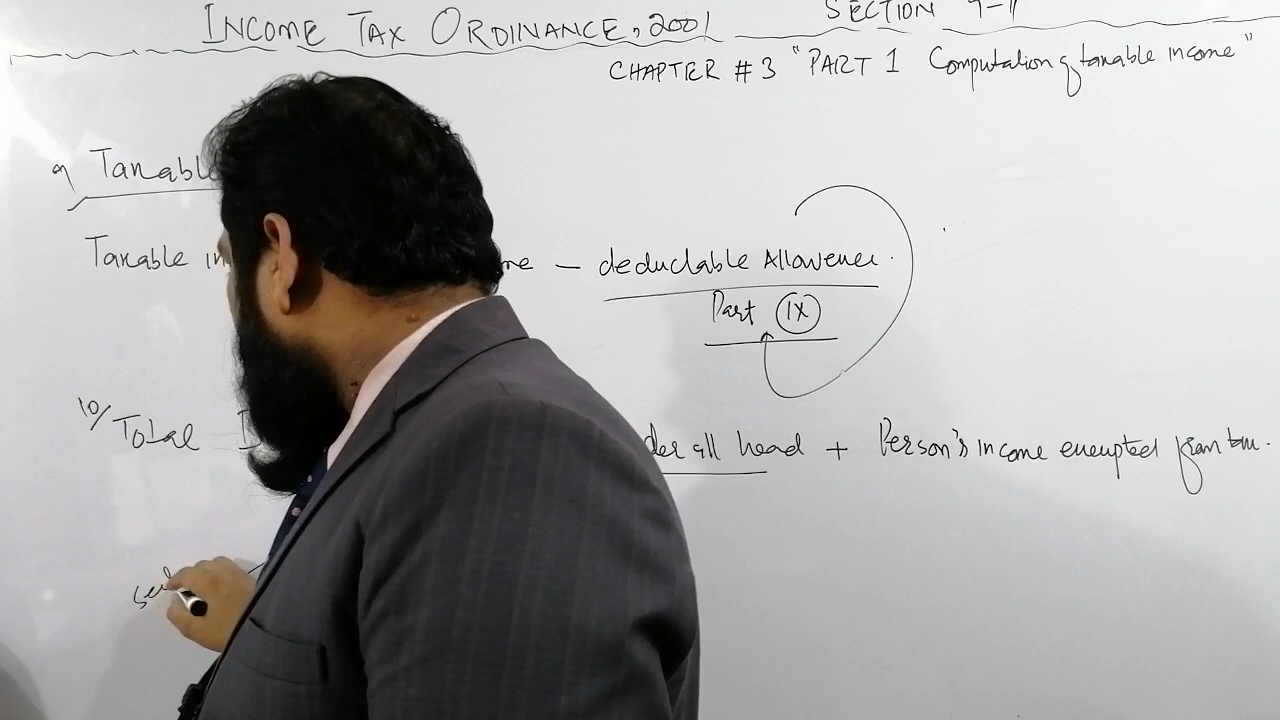 INCOME TAX ORDINANCE, 2001 SECTION 9-11
CHAPTER #3 "PART 1 Computation of taxable income"
9 Taxable
Taxable in me – deductable Allowence.
Part IX
10/ Total I der all head + Person's income exempted from tax.